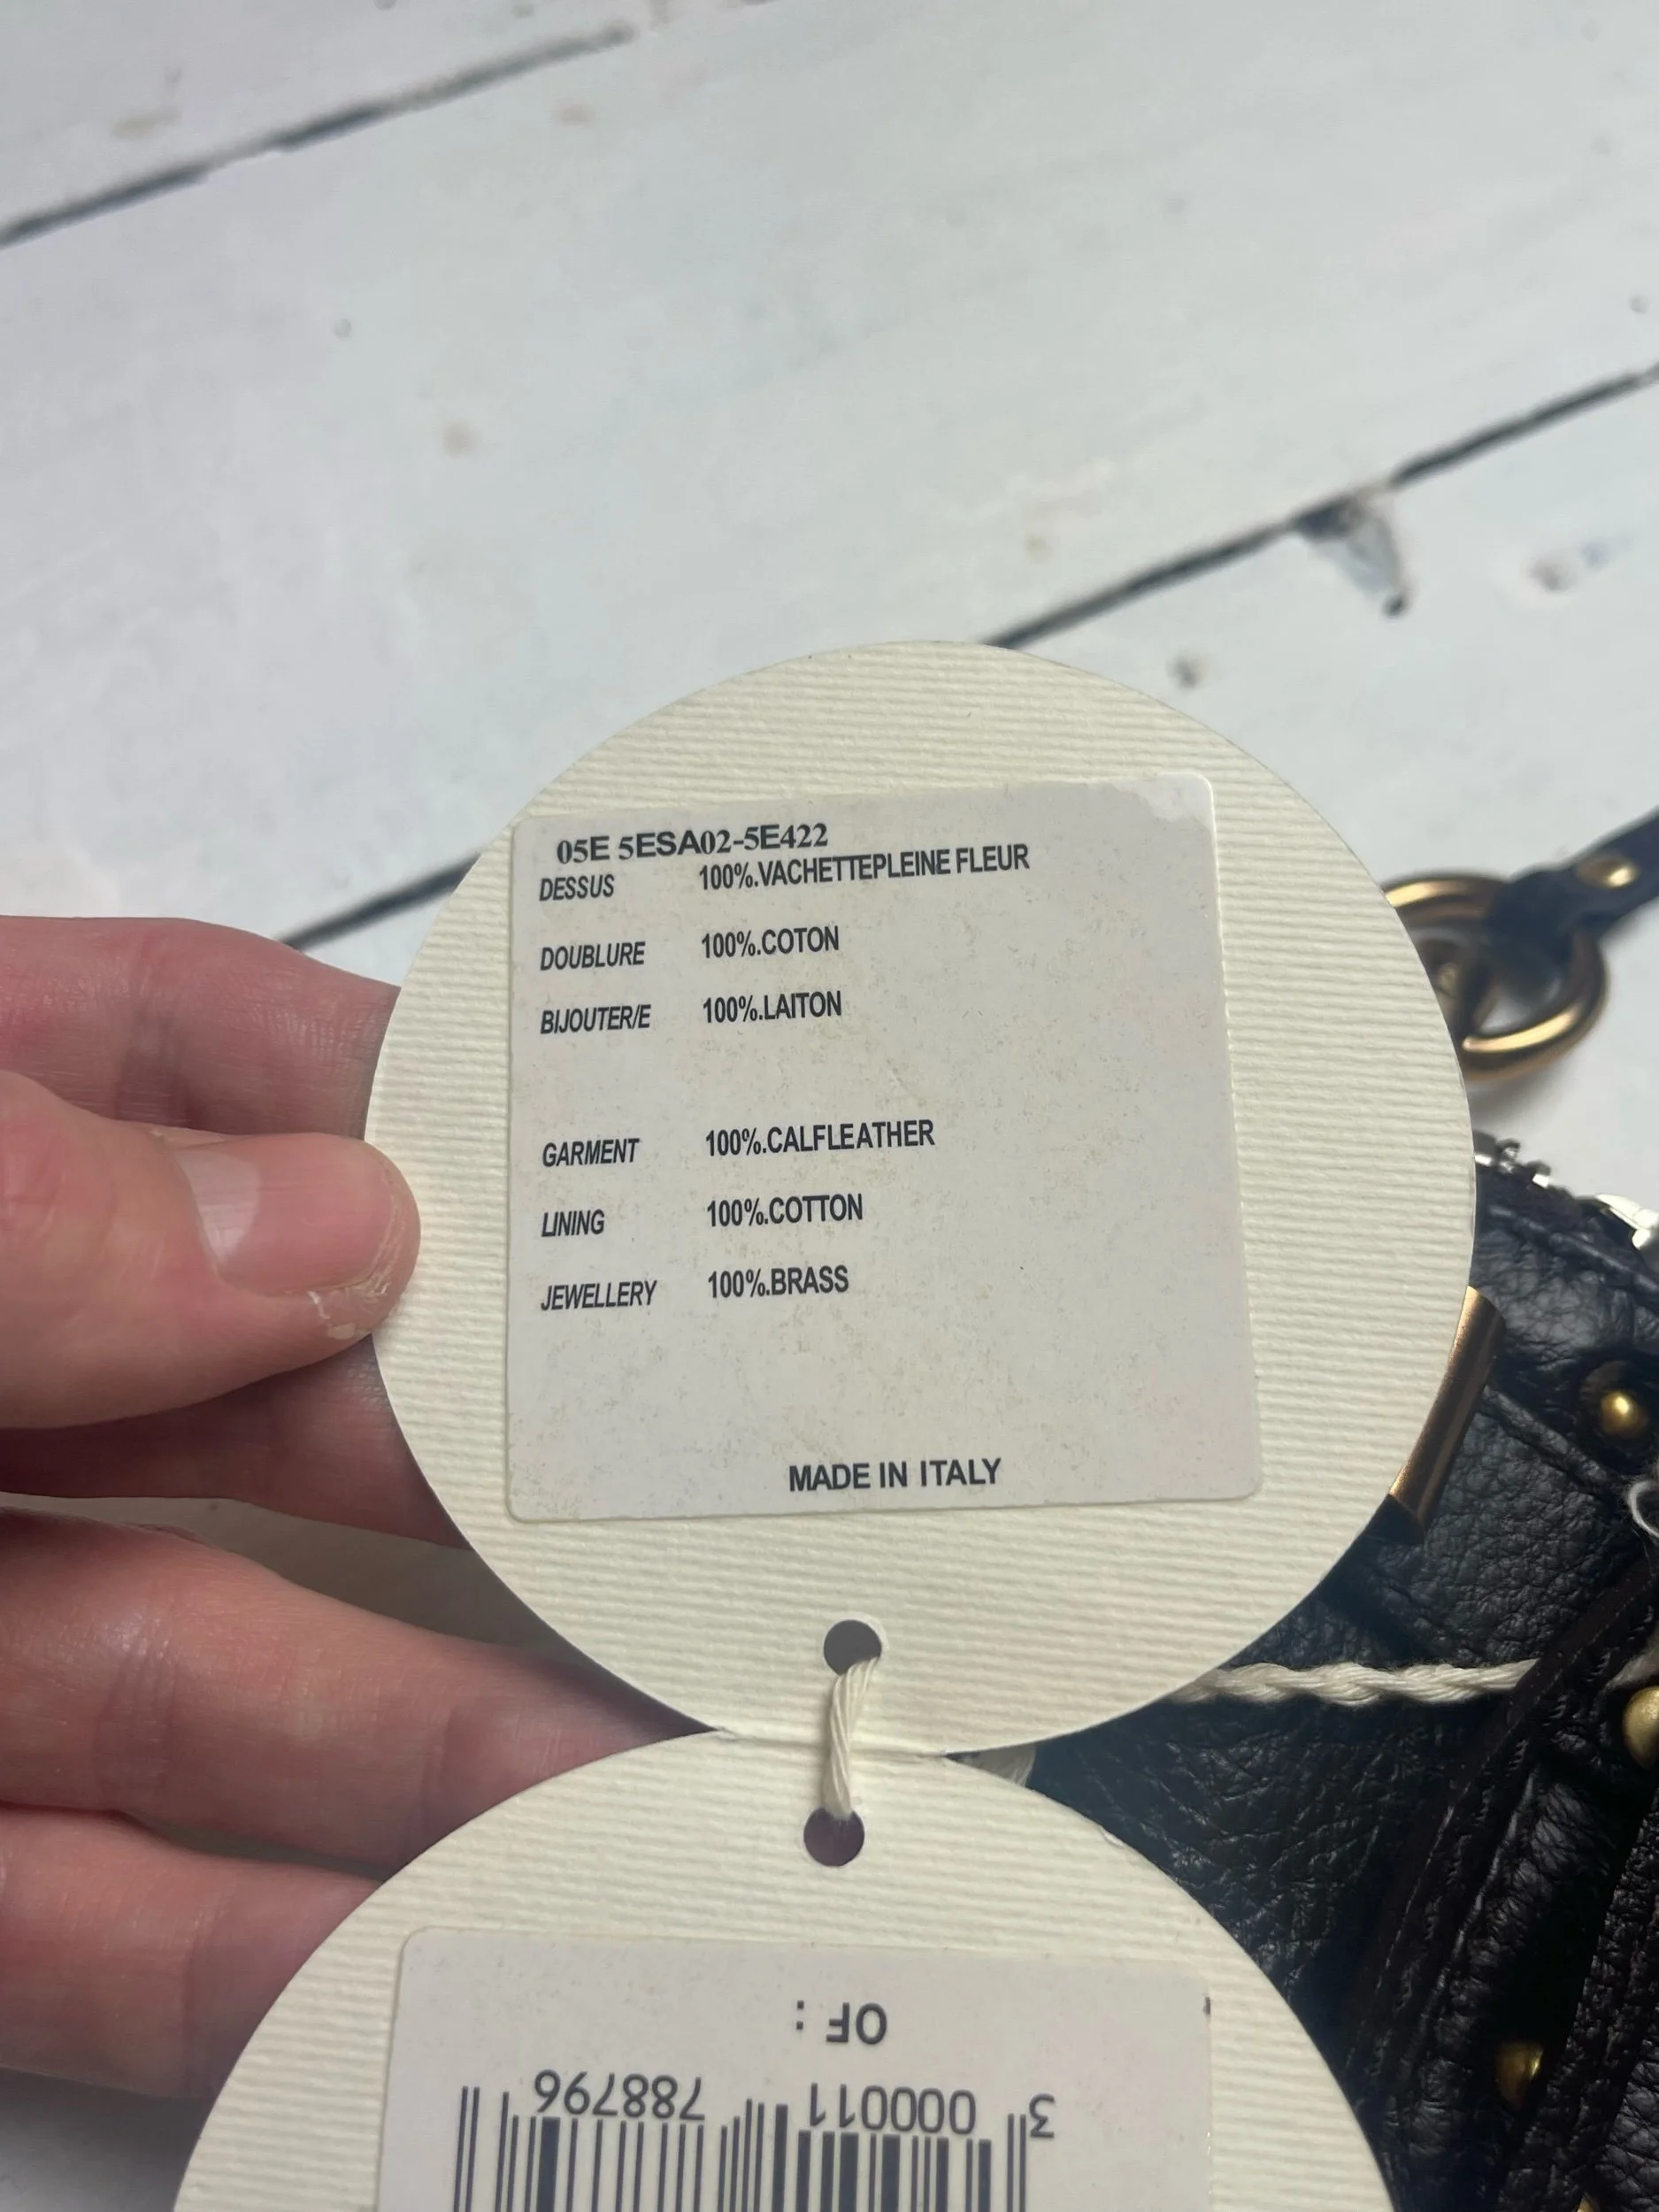 05E 5ESA02-5E422
DESSUS 100%.VACHETTEPLEINE FLEUR
DOUBLURE 100%.COTON
BIJOUTER/E 100%.LAITON
GARMENT 100%.CALFLEATHER
LINING 100%.COTTON
JEWELLERY 100%.BRASS
MADE IN ITALY
OF :
3 000011 788796